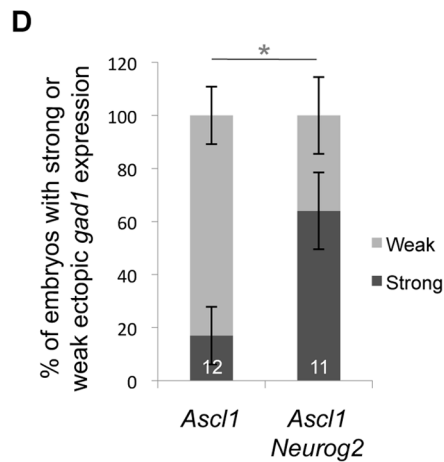 D
% of embryos with strong or
weak ectopic gad1 expression
120
100
80
60
40
20
0
*
12
11
Weak
Strong
Ascl1
Ascl1
Neurog2